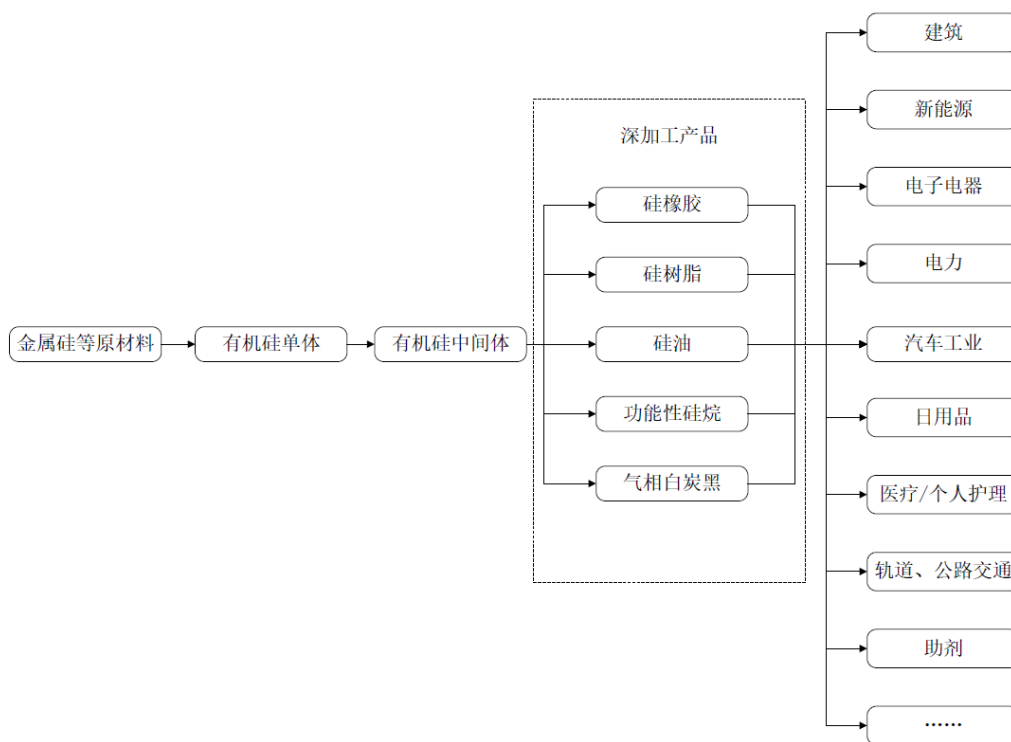 金属硅等原材料
有机硅单体
有机硅中间体
深加工产品
硅橡胶
硅树脂
硅油
功能性硅烷
气相白炭黑
建筑
新能源
电子电器
电力
汽车工业
日用品
医疗/个人护理
轨道、公路交通
助剂
……